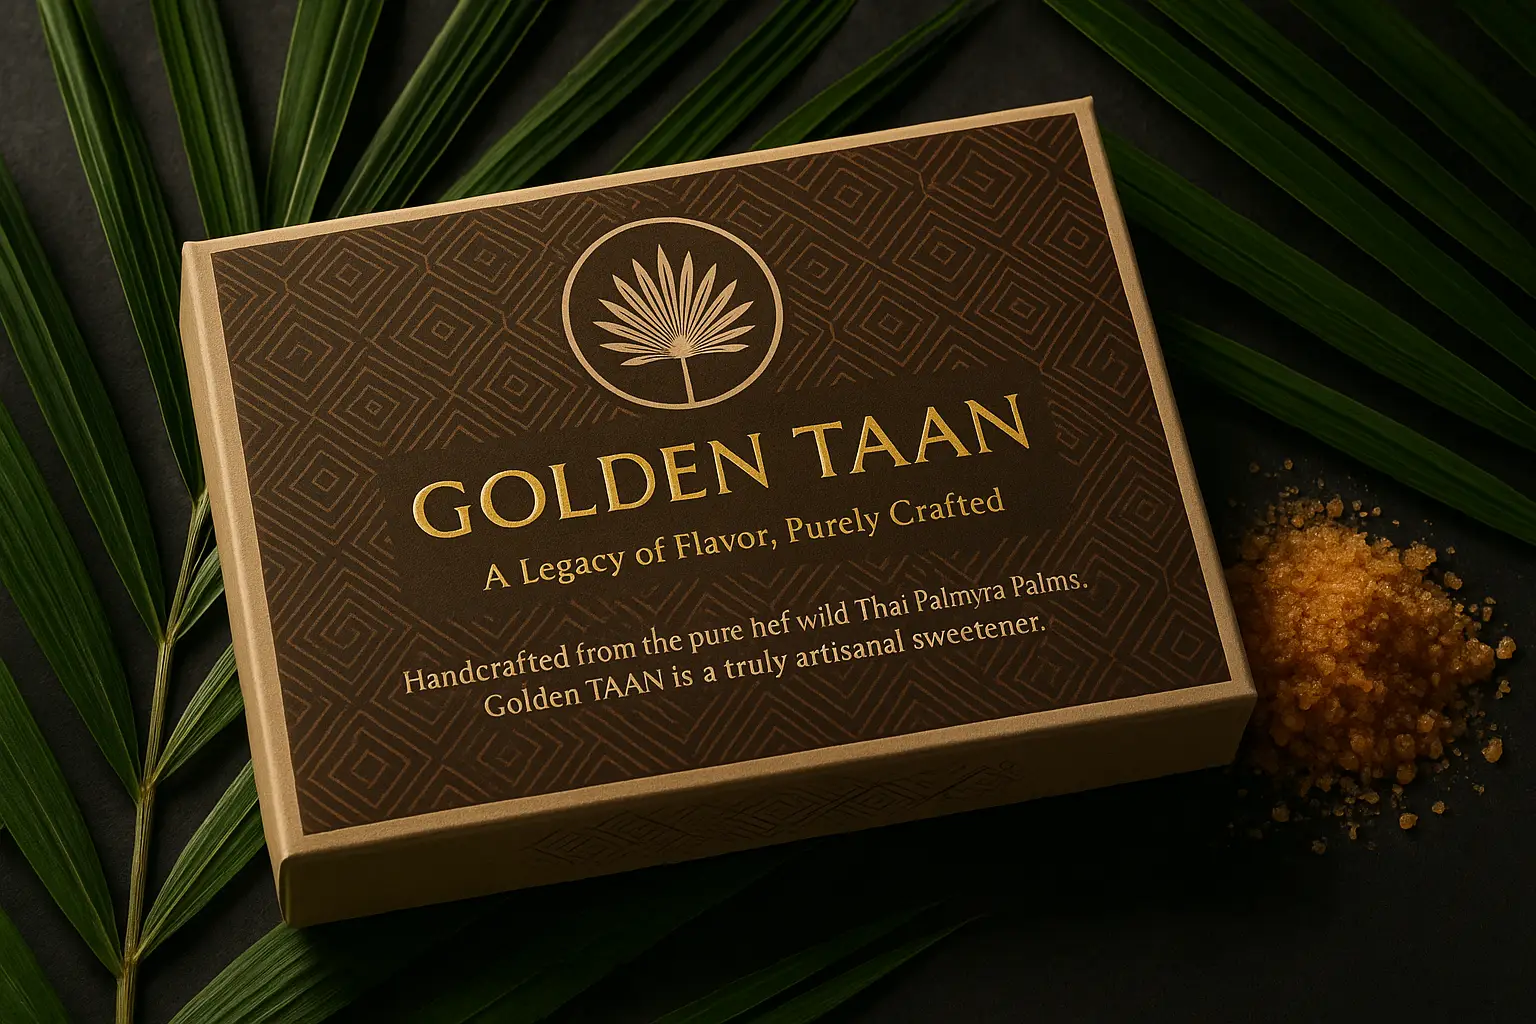 GOLDEN TAAN
A Legacy of Flavor, Purely Crafted
Handcrafted from the pure hef wild Thai Palmyra Palms.
Golden TAAN is a truly artisanal sweetener.